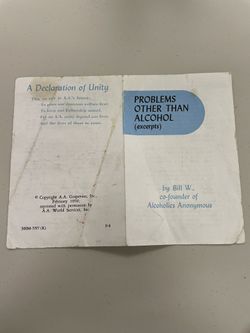 A Declaration of Unity
This we owe to A.A.'s future:
To place our common welfare first;
To keep our Fellowship united.
For on A.A. unity depend our lives
and the lives of those to come.
© Copyright A.A. Grapevine, Inc.,
February 1958;
reprinted with permission by
A.A. World Services, Inc.
PROBLEMS
OTHER THAN
ALCOHOL
(excerpts)
by Bill W.,
co-founder of
Alcoholics Anonymous